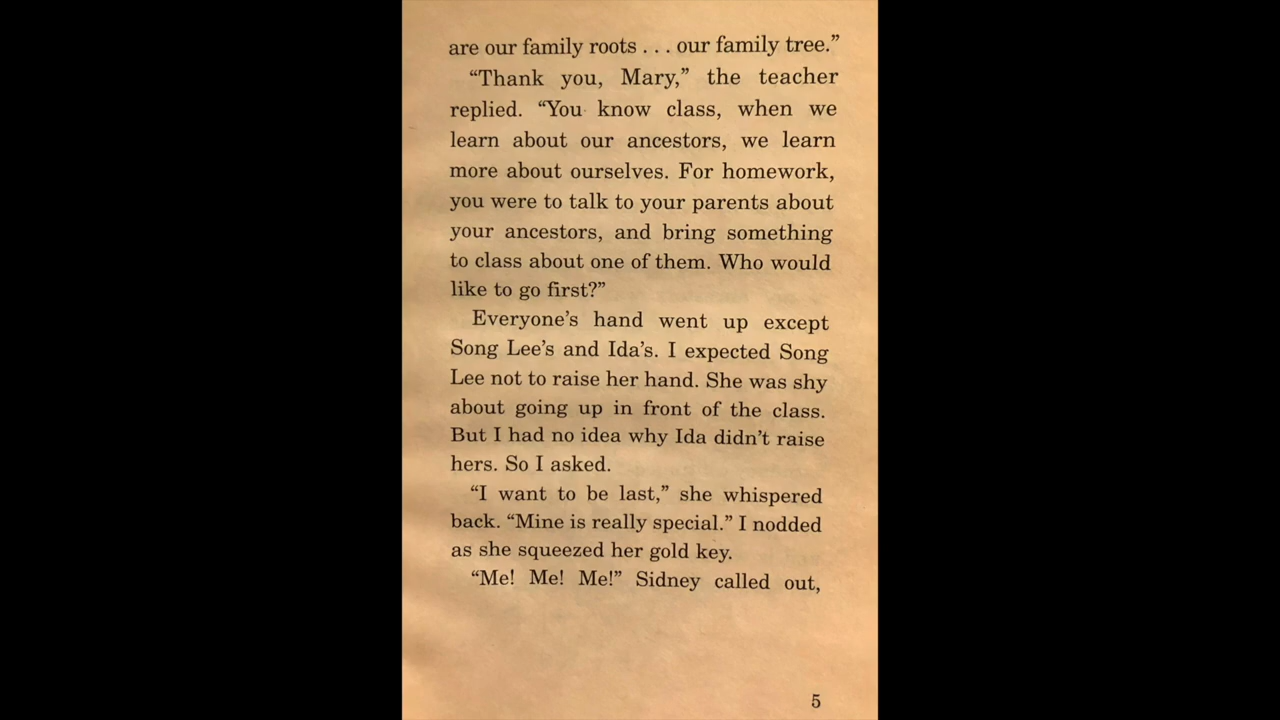 are our family roots . . . our family tree.”
“Thank you, Mary,” the teacher
replied. “You know class, when we
learn about our ancestors, we learn
more about ourselves. For homework,
you were to talk to your parents about
your ancestors, and bring something
to class about one of them. Who would
like to go first?”
Everyone’s hand went up except
Song Lee’s and Ida’s. I expected Song
Lee not to raise her hand. She was shy
about going up in front of the class.
But I had no idea why Ida didn’t raise
hers. So I asked.
“I want to be last,” she whispered
back. “Mine is really special.” I nodded
as she squeezed her gold key.
“Me! Me! Me!” Sidney called out,
5